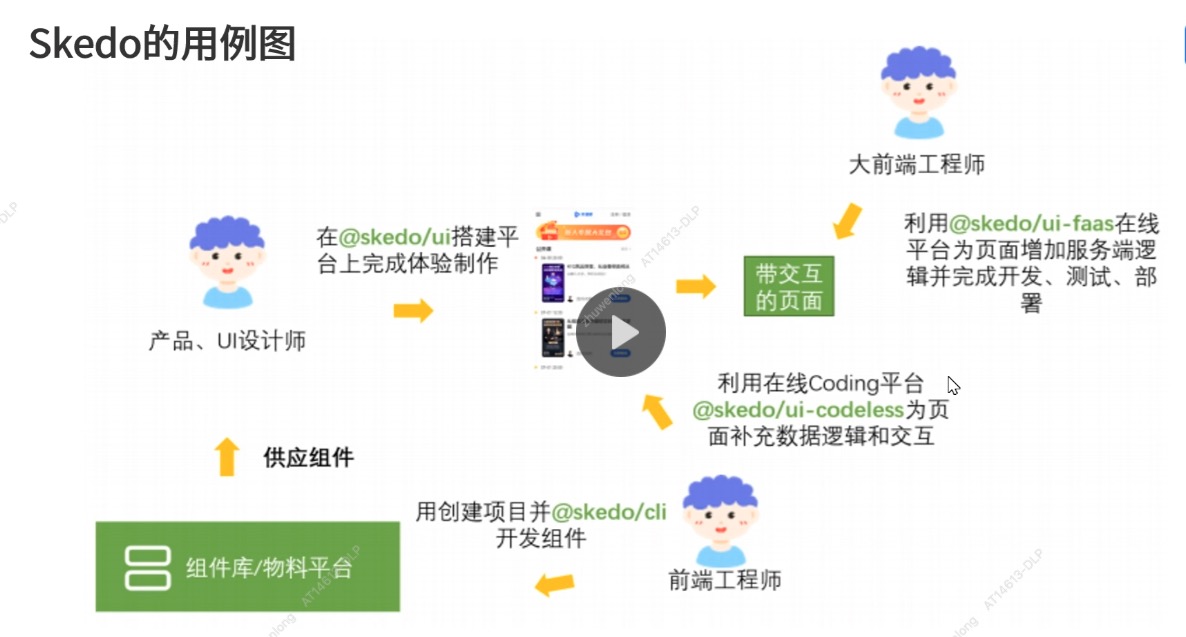 Skedo的用例图
大前端工程师
在@skedo/ui搭建平
台上完成体验制作
利用@skedo/ui-faas在线
平台为页面增加服务端逻
辑并完成开发、测试、部
署
带交互
的页面
产品、UI设计师
利用在线Coding平台
@skedo/ui-codeless为页
面补充数据逻辑和交互
供应组件
用创建项目并@skedo/cli
开发组件
组件库/物料平台
前端工程师
zhuwenlong AT14613-DLP
AT14613-DLP
AT14613-DLP